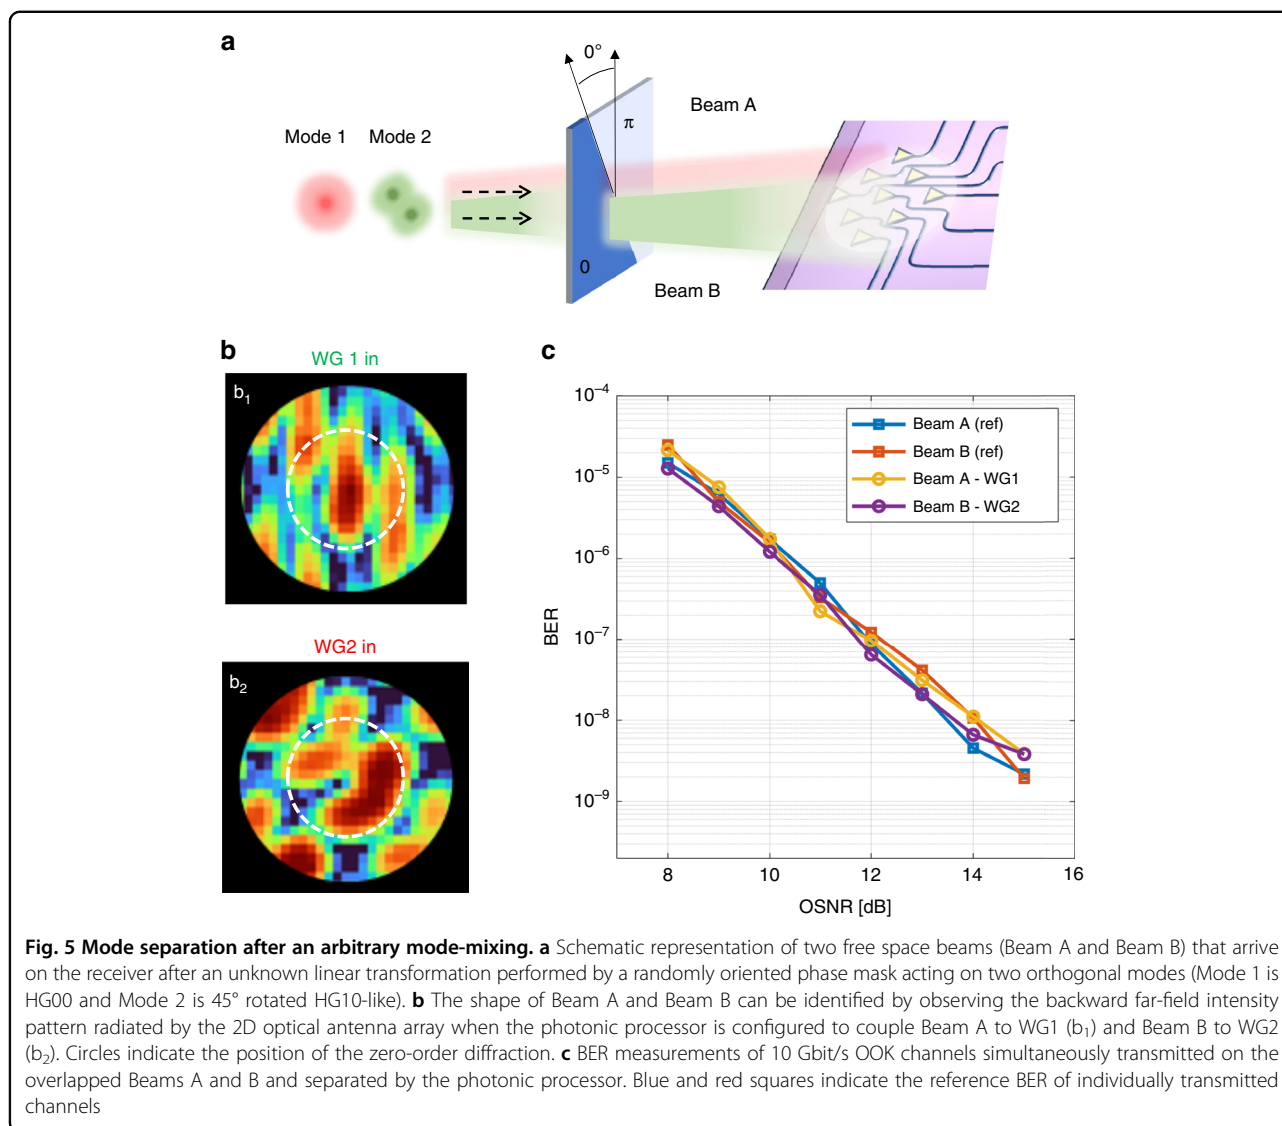 a
0°
Beam A
π
Mode 1 Mode 2
0
Beam B
b
WG 1 in
b1
WG2 in
b2
c
10−4
10−5
10−6
10−7
10−8
10−9
BER
Beam A (ref)
Beam B (ref)
Beam A - WG1
Beam B - WG2
8 10 12 14 16
OSNR [dB]
Fig. 5 Mode separation after an arbitrary mode-mixing. a Schematic representation of two free space beams (Beam A and Beam B) that arrive
on the receiver after an unknown linear transformation performed by a randomly oriented phase mask acting on two orthogonal modes (Mode 1 is
HG00 and Mode 2 is 45° rotated HG10-like). b The shape of Beam A and Beam B can be identified by observing the backward far-field intensity
pattern radiated by the 2D optical antenna array when the photonic processor is configured to couple Beam A to WG1 (b1) and Beam B to WG2
(b2). Circles indicate the position of the zero-order diffraction. c BER measurements of 10 Gbit/s OOK channels simultaneously transmitted on the
overlapped Beams A and B and separated by the photonic processor. Blue and red squares indicate the reference BER of individually transmitted
channels